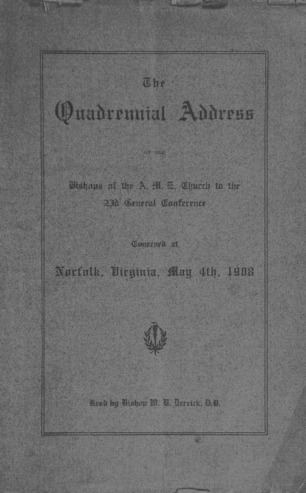 The
Quadrennial Address
OF THE
Bishops of the A. M. E. Church to the
23d General Conference
Convened at
Norfolk, Virginia, May 4th, 1908
Read by Bishop W. B. Derrick, D.D.